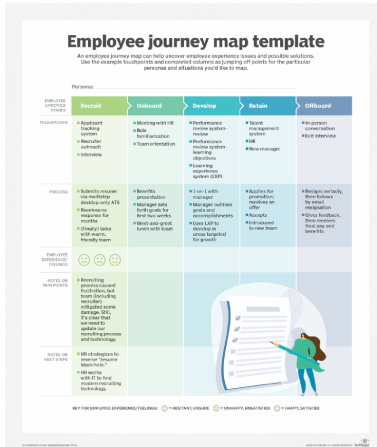 Employee journey map template
An employee journey map can help uncover employee experience issues and possible solutions.
Use the example touchpoints and completed columns as jumping off points for the particular
personas and situations you'd like to map.
Persona:
EMPLOYEE
LIFECYCLE
STAGES
Recruit
Onboard
Develop
Retain
Offboard
TOUCHPOINTS
Applicant
tracking
system
Recruiter
outreach
Interview
Meeting with HR
Role
familiarization
Team orientation
Performance
review system-
review
Performance
review system-
learning
objectives
Learning
experience
system (LXP)
Talent
management
system
HR
New manager
In-person
conversation
Exit interview
PROCESS
Submits resume
via multistep
desktop-only ATS
Receives no
response for
months
(Finally) talks
with warm,
friendly team
Benefits
presentation
Manager sets
forth goals for
first two weeks
Meet-and-greet
lunch with team
1-on-1 with
manager
Manager outlines
goals and
accomplishments
Uses LXP to
develop in
areas targeted
for growth
Applies for
promotion;
receives an
offer
Accepts
Introduced
to new team
Resigns verbally,
then follows
by email
resignation
Gives feedback,
then receives
final pay and
benefits
EMPLOYEE
EXPERIENCE/
FEELINGS
NOTES ON
PAIN POINTS
Recruiting
process caused
frustration, but
team (including
recruiter)
mitigated some
damage. Still,
it's clear that
we need to
update our
recruiting process
and technology.
NOTES ON
NEXT STEPS
HR strategizes to
reverse "resume
black hole."
HR works
with IT to find
modern recruiting
technology.
KEY FOR EMPLOYEE EXPERIENCE/FEELINGS:
= HESITANT, UNSURE
= UNHAPPY, UNSATISFIED
= HAPPY, SATISFIED